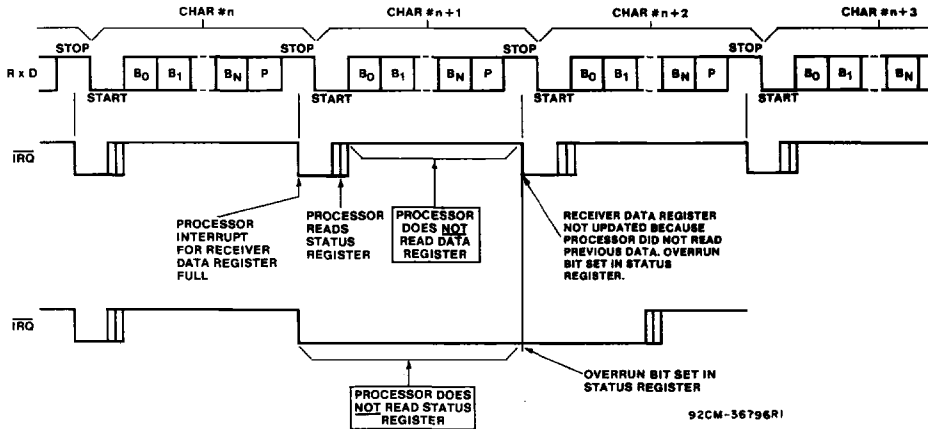 CHAR #n
CHAR #n+1
CHAR #n+2
CHAR #n+3
STOP
STOP
STOP
STOP
R x D
B0 B1 BN P
B0 B1 BN P
B0 B1 BN P
B0 B1 BN
START
START
START
START
IRQ
PROCESSOR
INTERRUPT
FOR RECEIVER
DATA REGISTER
FULL
PROCESSOR
READS
STATUS
REGISTER
PROCESSOR
DOES NOT
READ DATA
REGISTER
RECEIVER DATA REGISTER
NOT UPDATED BECAUSE
PROCESSOR DID NOT READ
PREVIOUS DATA. OVERRUN
BIT SET IN STATUS
REGISTER.
IRQ
OVERRUN BIT SET IN
STATUS REGISTER
PROCESSOR DOES
NOT READ STATUS
REGISTER
92CM-36796R1